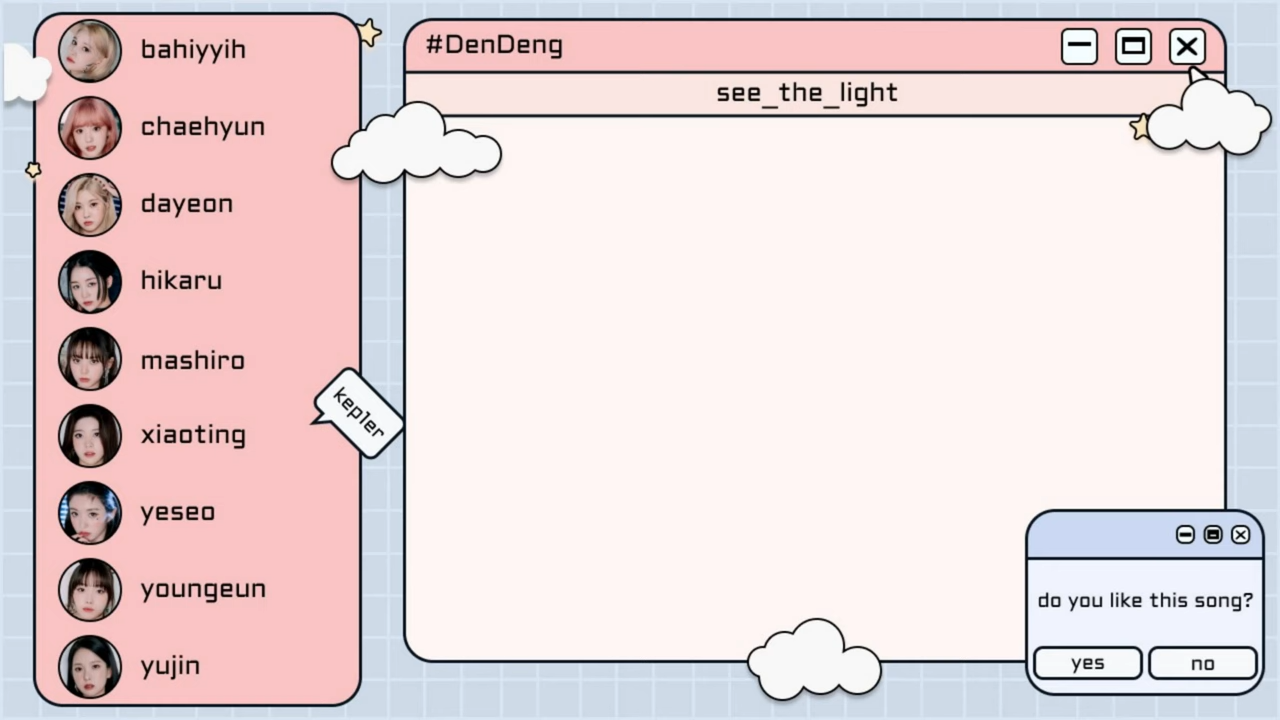 bahiyyih
chaehyun
dayeon
hikaru
mashiro
xiaoting
yeseo
youngeun
yujin
kep1er
#DenDeng
see_the_light
do you like this song?
yes
no